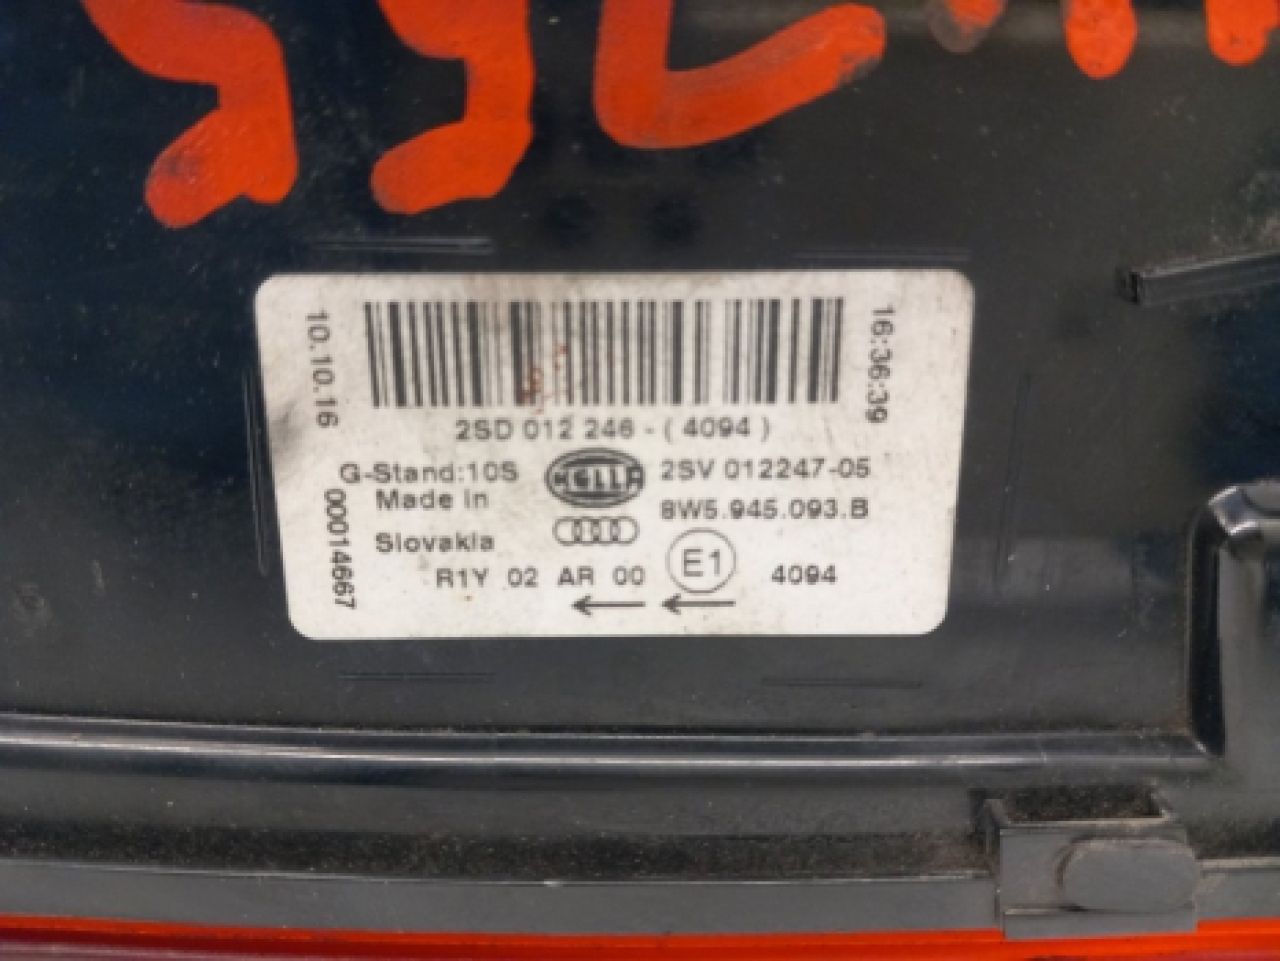 10.10.16
16:36:39
2SD 012 246 - ( 4094 )
G-Stand:10S
HELLA
2SV 012247-05
Made in
8W5.945.093.B
Slovakia
00014667
R1Y 02 AR 00
E1
4094